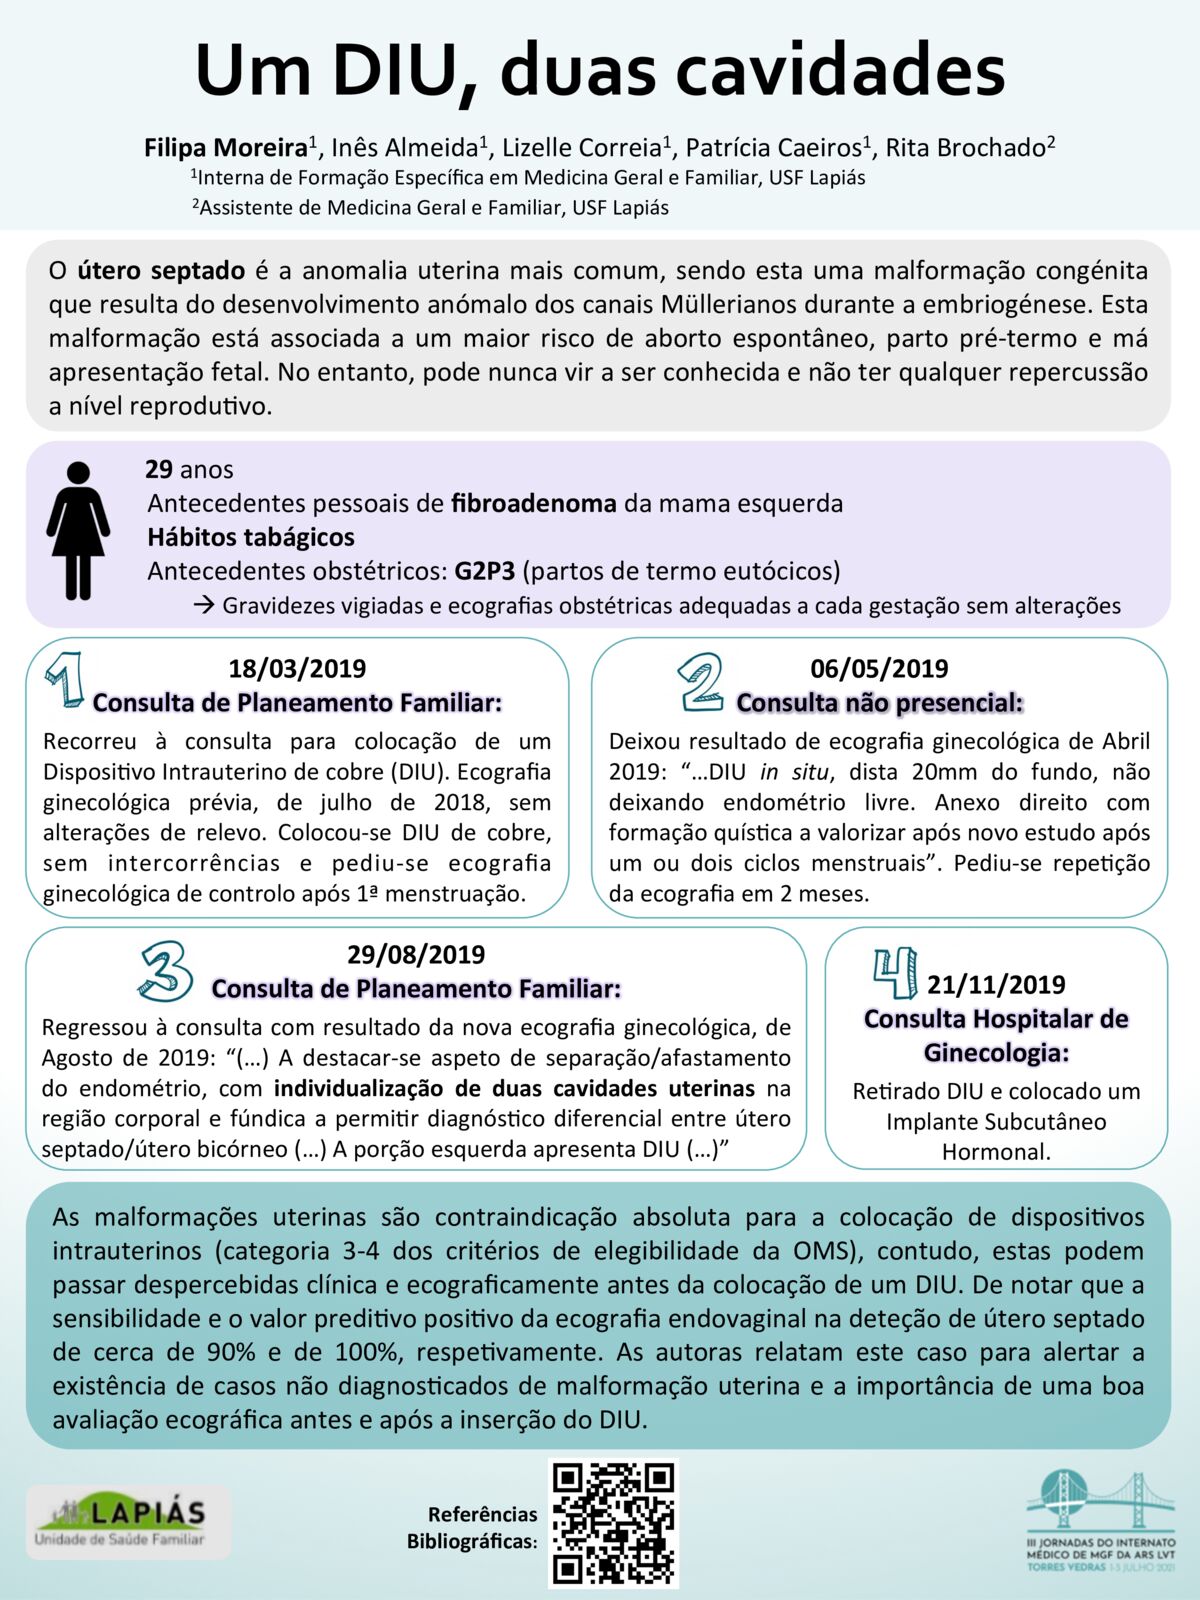 Um DIU, duas cavidades
Filipa Moreira¹, Inês Almeida¹, Lizelle Correia¹, Patrícia Caeiros¹, Rita Brochado²
¹Interna de Formação Específica em Medicina Geral e Familiar, USF Lapiás
²Assistente de Medicina Geral e Familiar, USF Lapiás
O útero septado é a anomalia uterina mais comum, sendo esta uma malformação congénita
que resulta do desenvolvimento anómalo dos canais Müllerianos durante a embriogénese. Esta
malformação está associada a um maior risco de aborto espontâneo, parto pré-termo e má
apresentação fetal. No entanto, pode nunca vir a ser conhecida e não ter qualquer repercussão
a nível reprodutivo.
29 anos
Antecedentes pessoais de fibroadenoma da mama esquerda
Hábitos tabágicos
Antecedentes obstétricos: G2P3 (partos de termo eutócicos)
→ Gravidezes vigiadas e ecografias obstétricas adequadas a cada gestação sem alterações
1
18/03/2019
Consulta de Planeamento Familiar:
Recorreu à consulta para colocação de um
Dispositivo Intrauterino de cobre (DIU). Ecografia
ginecológica prévia, de julho de 2018, sem
alterações de relevo. Colocou-se DIU de cobre,
sem intercorrências e pediu-se ecografia
ginecológica de controlo após 1ª menstruação.
2
06/05/2019
Consulta não presencial:
Deixou resultado de ecografia ginecológica de Abril
2019: “…DIU in situ, dista 20mm do fundo, não
deixando endométrio livre. Anexo direito com
formação quística a valorizar após novo estudo após
um ou dois ciclos menstruais”. Pediu-se repetição
da ecografia em 2 meses.
3
29/08/2019
Consulta de Planeamento Familiar:
Regressou à consulta com resultado da nova ecografia ginecológica, de
Agosto de 2019: “(…) A destacar-se aspeto de separação/afastamento
do endométrio, com individualização de duas cavidades uterinas na
região corporal e fúndica a permitir diagnóstico diferencial entre útero
septado/útero bicórneo (…) A porção esquerda apresenta DIU (…)”
4
21/11/2019
Consulta Hospitalar de
Ginecologia:
Retirado DIU e colocado um
Implante Subcutâneo
Hormonal.
As malformações uterinas são contraindicação absoluta para a colocação de dispositivos
intrauterinos (categoria 3-4 dos critérios de elegibilidade da OMS), contudo, estas podem
passar despercebidas clínica e ecograficamente antes da colocação de um DIU. De notar que a
sensibilidade e o valor preditivo positivo da ecografia endovaginal na deteção de útero septado
de cerca de 90% e de 100%, respetivamente. As autoras relatam este caso para alertar a
existência de casos não diagnosticados de malformação uterina e a importância de uma boa
avaliação ecográfica antes e após a inserção do DIU.
LAPIÁS
Unidade de Saúde Familiar
Referências
Bibliográficas:
III JORNADAS DO INTERNATO
MÉDICO DE MGF DA ARS LVT
TORRES VEDRAS 1-3 JULHO 2021